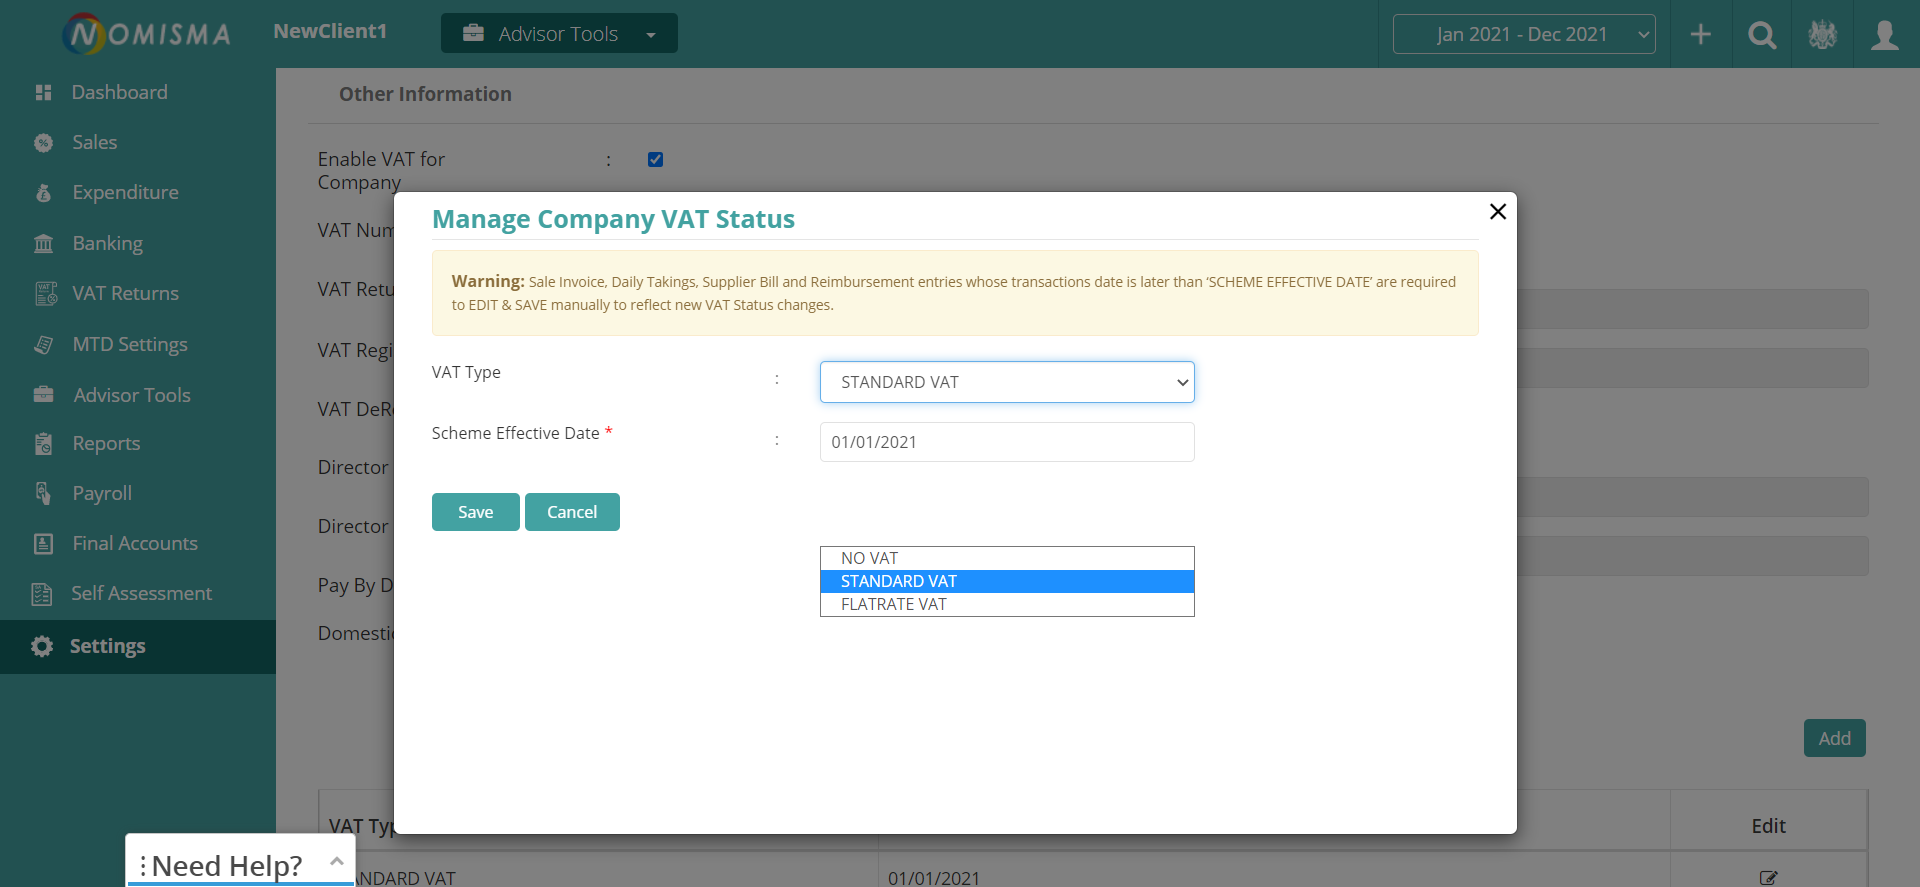 NOMISMA
NewClient1
Advisor Tools
Jan 2021 - Dec 2021
Dashboard
Sales
Expenditure
Banking
VAT Returns
MTD Settings
Advisor Tools
Reports
Payroll
Final Accounts
Self Assessment
Settings
Other Information
Enable VAT for
Company
:
VAT Num
VAT Retu
VAT Regi
VAT DeR
Director
Director
Pay By D
Domesti
Manage Company VAT Status
Warning: Sale Invoice, Daily Takings, Supplier Bill and Reimbursement entries whose transactions date is later than ‘SCHEME EFFECTIVE DATE’ are required
to EDIT & SAVE manually to reflect new VAT Status changes.
VAT Type : STANDARD VAT
Scheme Effective Date * : 01/01/2021
Save Cancel
NO VAT
STANDARD VAT
FLATRATE VAT
Add
VAT Typ Edit
NDARD VAT 01/01/2021
Need Help?